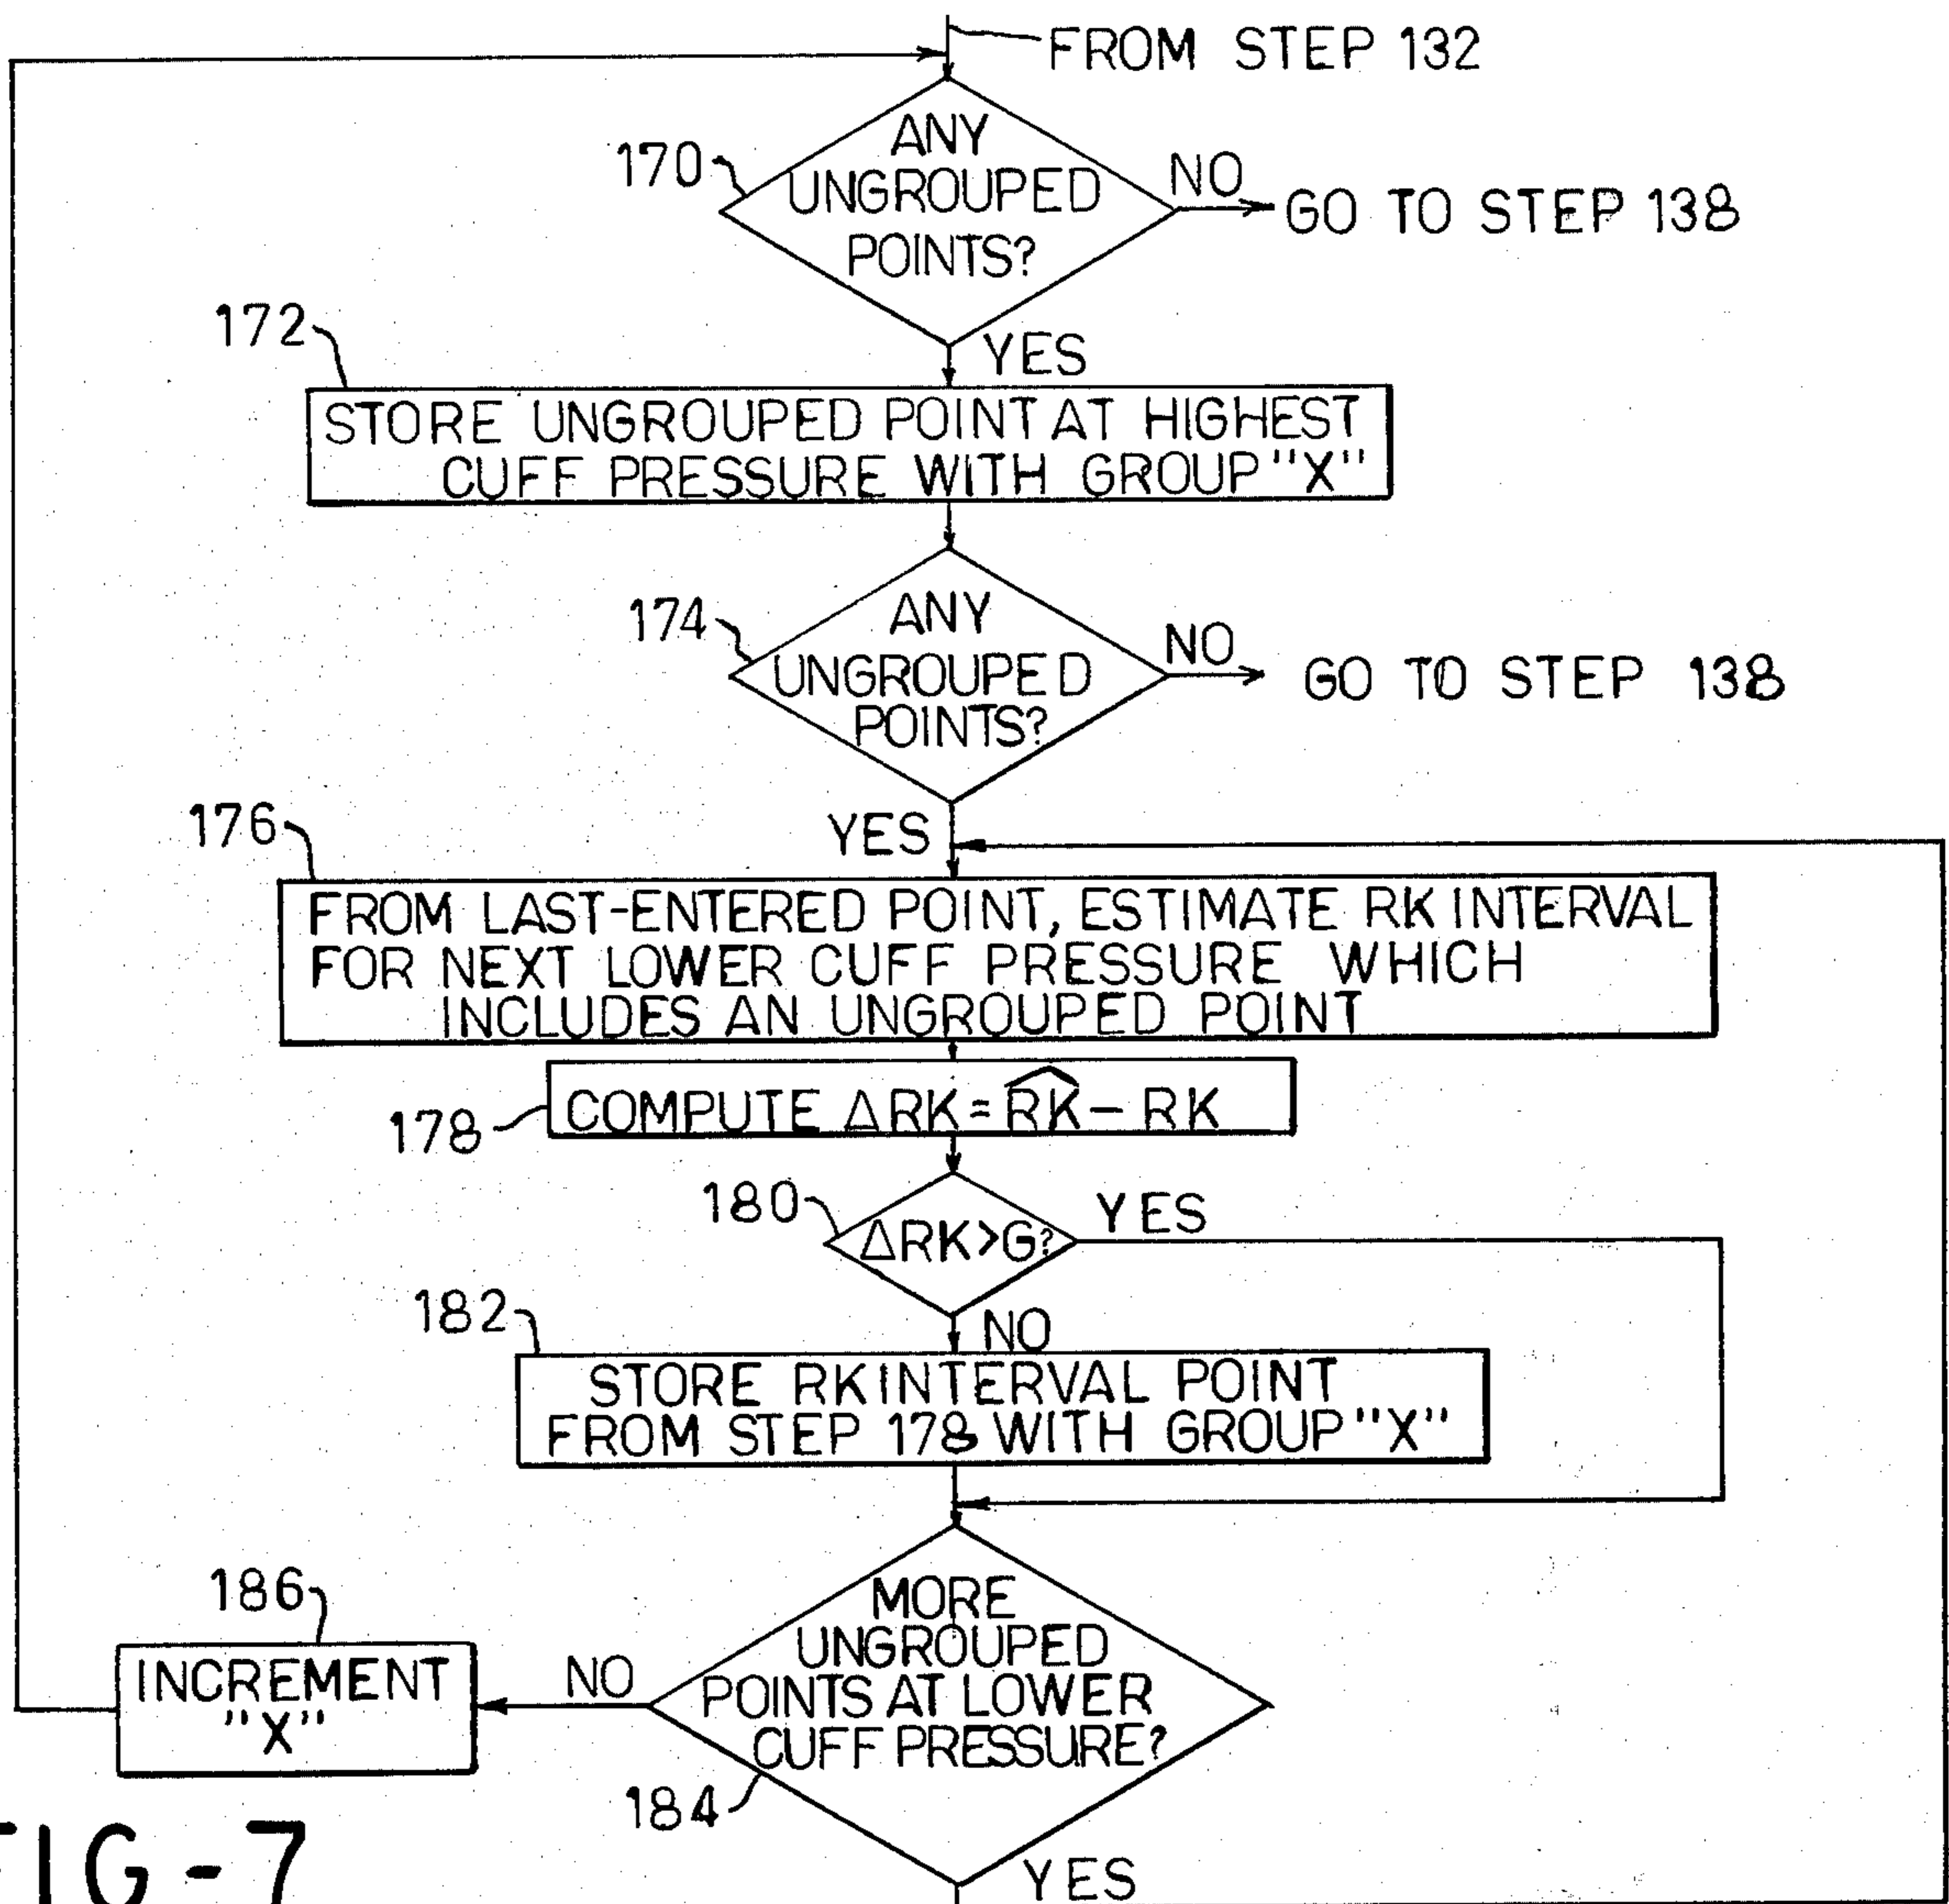 FROM STEP 132
170
ANY
UNGROUPED
POINTS?
NO
GO TO STEP 138
YES
172
STORE UNGROUPED POINT AT HIGHEST
CUFF PRESSURE WITH GROUP "X"
174
ANY
UNGROUPED
POINTS?
NO
GO TO STEP 138
YES
176
FROM LAST-ENTERED POINT, ESTIMATE RK INTERVAL
FOR NEXT LOWER CUFF PRESSURE WHICH
INCLUDES AN UNGROUPED POINT
178
COMPUTE ΔRK = R̂K̂ – RK
180
ΔRK>G?
YES
NO
182
STORE RK INTERVAL POINT
FROM STEP 178 WITH GROUP "X"
186
INCREMENT
"X"
NO
MORE
UNGROUPED
POINTS AT LOWER
CUFF PRESSURE?
184
YES
FIG-7